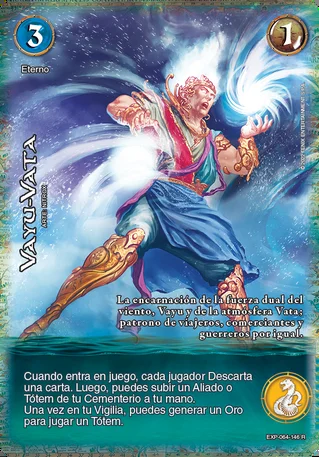 3
1
Eterno
Vayu-Vata
La encarnación de la fuerza dual del
viento, Vayu y de la atmósfera Vata;
patrono de viajeros, comerciantes y
guerreros por igual.
Cuando entra en juego, cada jugador Descarta
una carta. Luego, puedes subir un Aliado o
Tótem de tu Cementerio a tu mano.
Una vez en tu Vigilia, puedes generar un Oro
para jugar un Tótem.
EXP-064-146 R